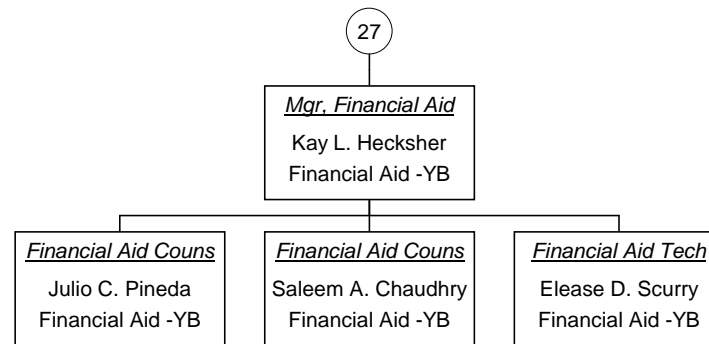 27
Mgr, Financial Aid
Kay L. Hecksher
Financial Aid -YB
Financial Aid Couns
Julio C. Pineda
Financial Aid -YB
Financial Aid Couns
Saleem A. Chaudhry
Financial Aid -YB
Financial Aid Tech
Elease D. Scurry
Financial Aid -YB